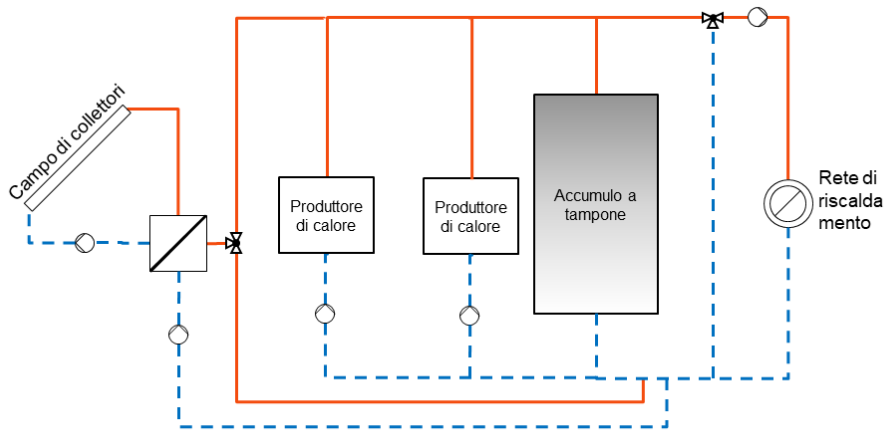 Campo di collettori
Produttore
di calore
Produttore
di calore
Accumulo a
tampone
Rete di
riscalda
mento